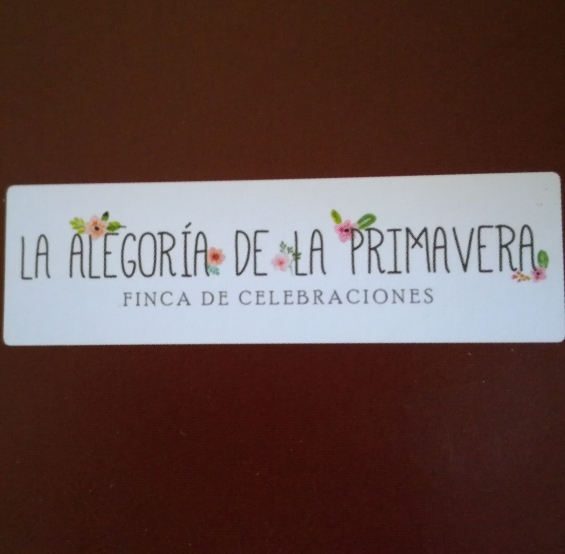 LA ALEGORÍA DE LA PRIMAVERA
FINCA DE CELEBRACIONES